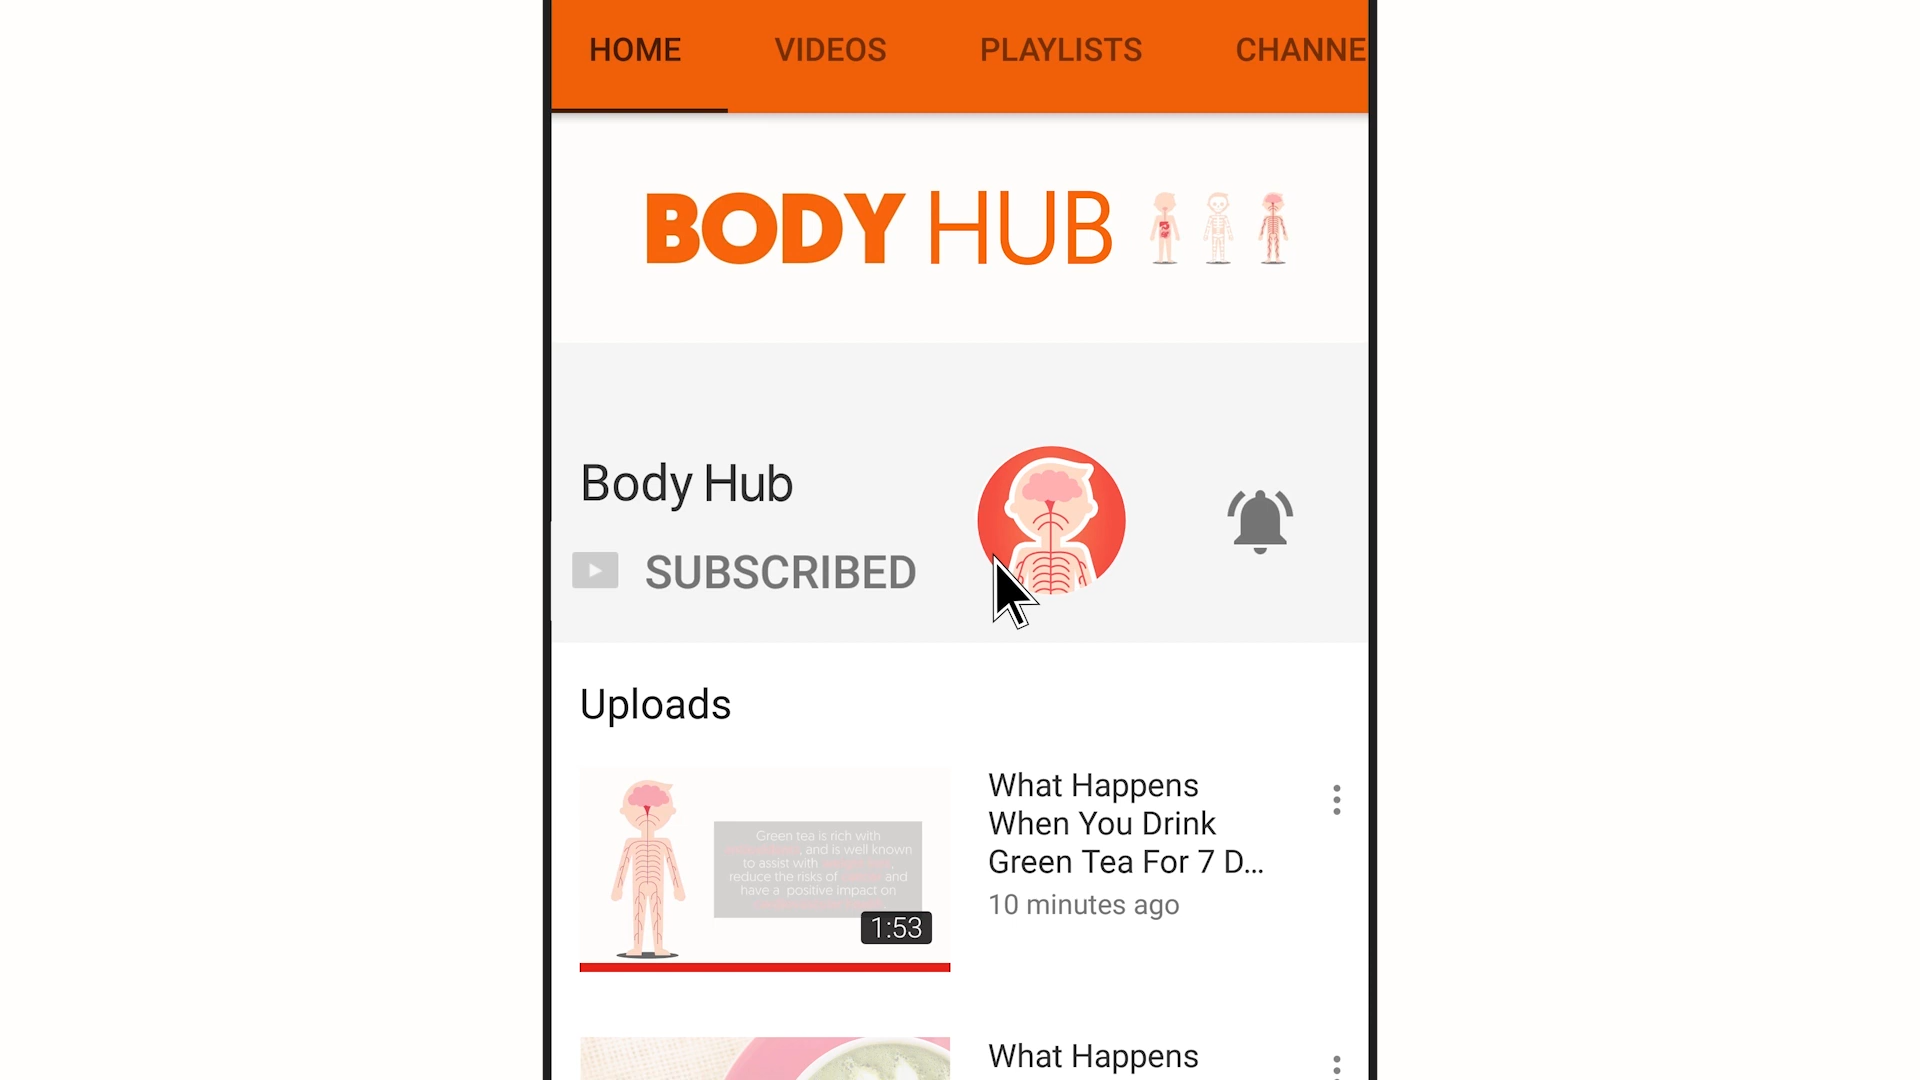 HOME VIDEOS PLAYLISTS CHANNE
BODY HUB
Body Hub
SUBSCRIBED
Uploads
Green tea is rich with
, and is well known
to assist with
reduce the risks of and
have a positive impact on
1:53
What Happens
When You Drink
Green Tea For 7 D...
10 minutes ago
What Happens